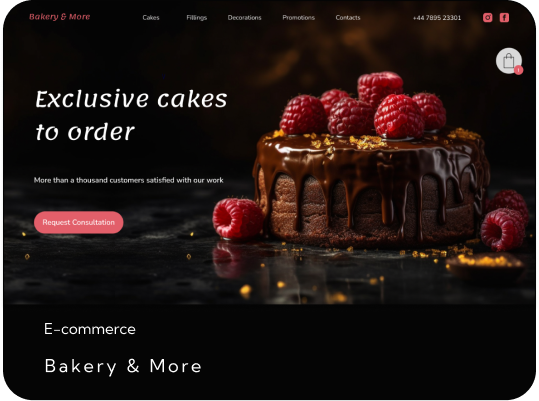 Bakery & More
Cakes
Fillings
Decorations
Promotions
Contacts
+44 7895 23301
1
Exclusive cakes
to order
More than a thousand customers satisfied with our work
Request Consultation
E-commerce
Bakery & More